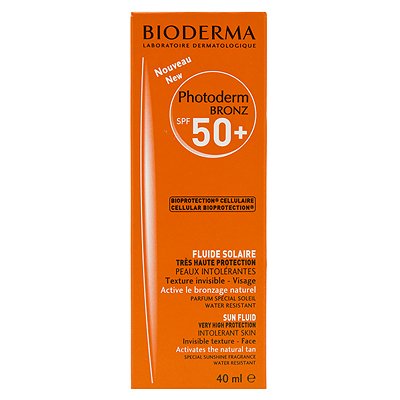 BIODERMA
LABORATOIRE DERMATOLOGIQUE
Nouveau
New
Photoderm
BRONZ
SPF 50+
BIOPROTECTION® CELLULAIRE
CELLULAR BIOPROTECTION®
FLUIDE SOLAIRE
TRÈS HAUTE PROTECTION
PEAUX INTOLÉRANTES
Texture invisible - Visage
Active le bronzage naturel
PARFUM SPÉCIAL SOLEIL
WATER RESISTANT
SUN FLUID
VERY HIGH PROTECTION
INTOLERANT SKIN
Invisible texture - Face
Activates the natural tan
SPECIAL SUNSHINE FRAGRANCE
WATER RESISTANT
40 ml ℮